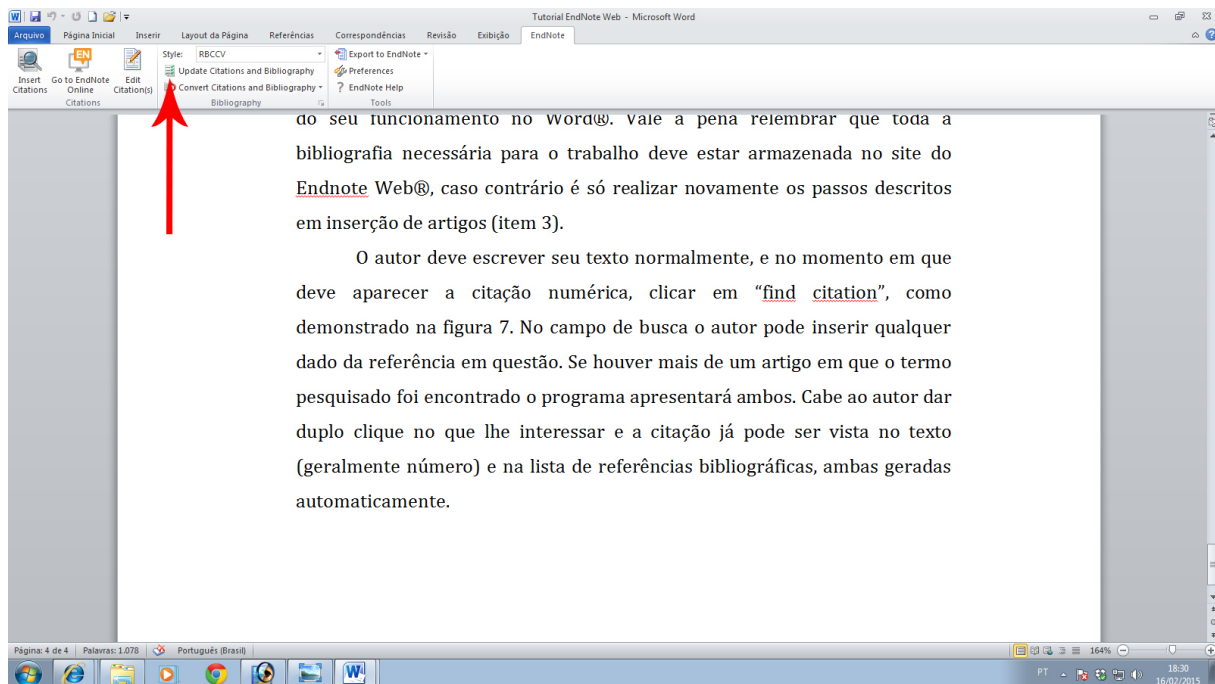 Tutorial EndNote Web - Microsoft Word
Arquivo Página Inicial Inserir Layout da Página Referências Correspondências Revisão Exibição EndNote
Insert Citations
Go to EndNote Online
Edit Citation(s)
Citations
Style: RBCCV
Update Citations and Bibliography
Convert Citations and Bibliography
Bibliography
Export to EndNote
Preferences
EndNote Help
Tools
do seu funcionamento no Word®. Vale a pena relembrar que toda a
bibliografia necessária para o trabalho deve estar armazenada no site do
Endnote Web®, caso contrário é só realizar novamente os passos descritos
em inserção de artigos (item 3).
O autor deve escrever seu texto normalmente, e no momento em que
deve aparecer a citação numérica, clicar em “find citation”, como
demonstrado na figura 7. No campo de busca o autor pode inserir qualquer
dado da referência em questão. Se houver mais de um artigo em que o termo
pesquisado foi encontrado o programa apresentará ambos. Cabe ao autor dar
duplo clique no que lhe interessar e a citação já pode ser vista no texto
(geralmente número) e na lista de referências bibliográficas, ambas geradas
automaticamente.
Página: 4 de 4 Palavras: 1.078 Português (Brasil) 164%
PT 18:30
16/02/2015